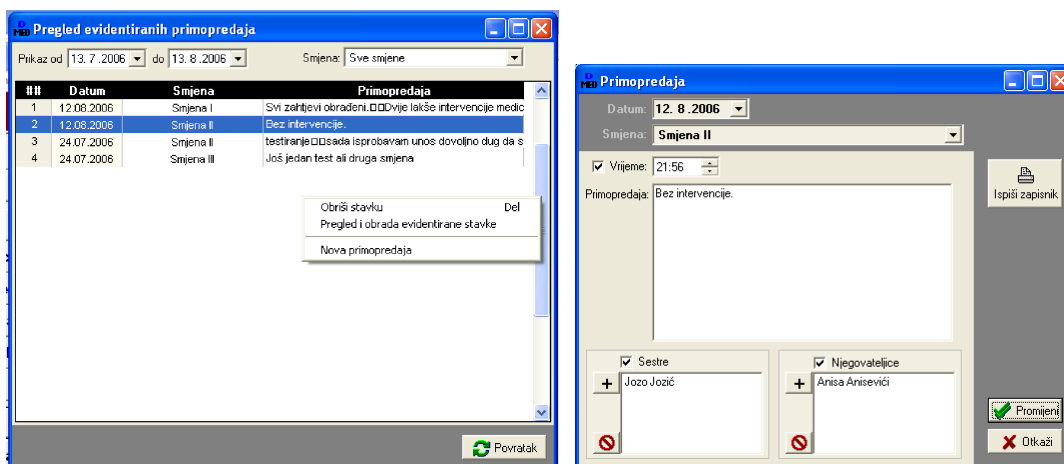 Pregled evidentiranih primopredaja
Prikaz od 13. 7 .2006 do 13. 8 .2006 Smjena: Sve smjene
## Datum Smjena Primopredaja
1 12.08.2006 Smjena I Svi zahtjevi obrađeni.□□Dvije lakše intervencije medic
2 12.08.2006 Smjena II Bez intervencije.
3 24.07.2006 Smjena II testiranje□□sada isprobavam unos dovoljno dug da s
4 24.07.2006 Smjena III Još jedan test ali druga smjena
Obriši stavku Del
Pregled i obrada evidentirane stavke
Nova primopredaja
Povratak
Primopredaja
Datum: 12. 8 .2006
Smjena: Smjena II
Vrijeme: 21:56
Primopredaja: Bez intervencije.
Ispiši zapisnik
Sestre
Jozo Jozić
Njegovateljice
Anisa Anisevići
Promijeni
Otkaži